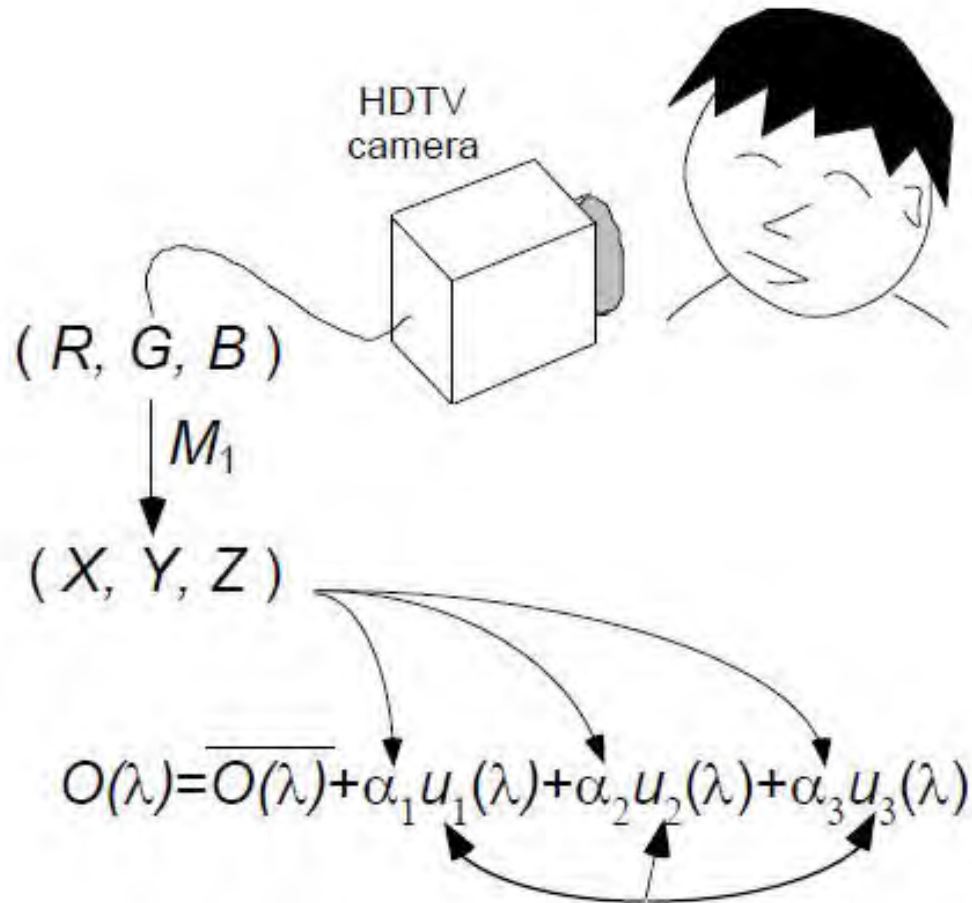 HDTV
camera
( R, G, B )
M₁
( X, Y, Z )
O(λ)=O̅(̅λ̅)̅+α₁u₁(λ)+α₂u₂(λ)+α₃u₃(λ)